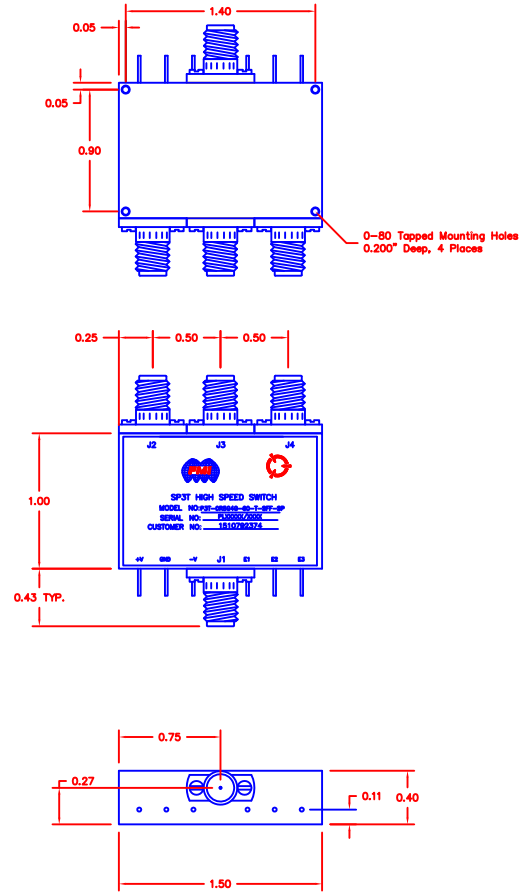 1.40
0.05
0.05
0.90
0-80 Tapped Mounting Holes
0.200" Deep, 4 Places
0.25
0.50
0.50
J2
J3
J4
PMI
1.00
SP3T HIGH SPEED SWITCH
MODEL NO:
SERIAL NO:
CUSTOMER NO: 1510792374
+V
GND
-V
J1
E1
E2
E3
0.43 TYP.
0.75
0.27
0.11
0.40
1.50